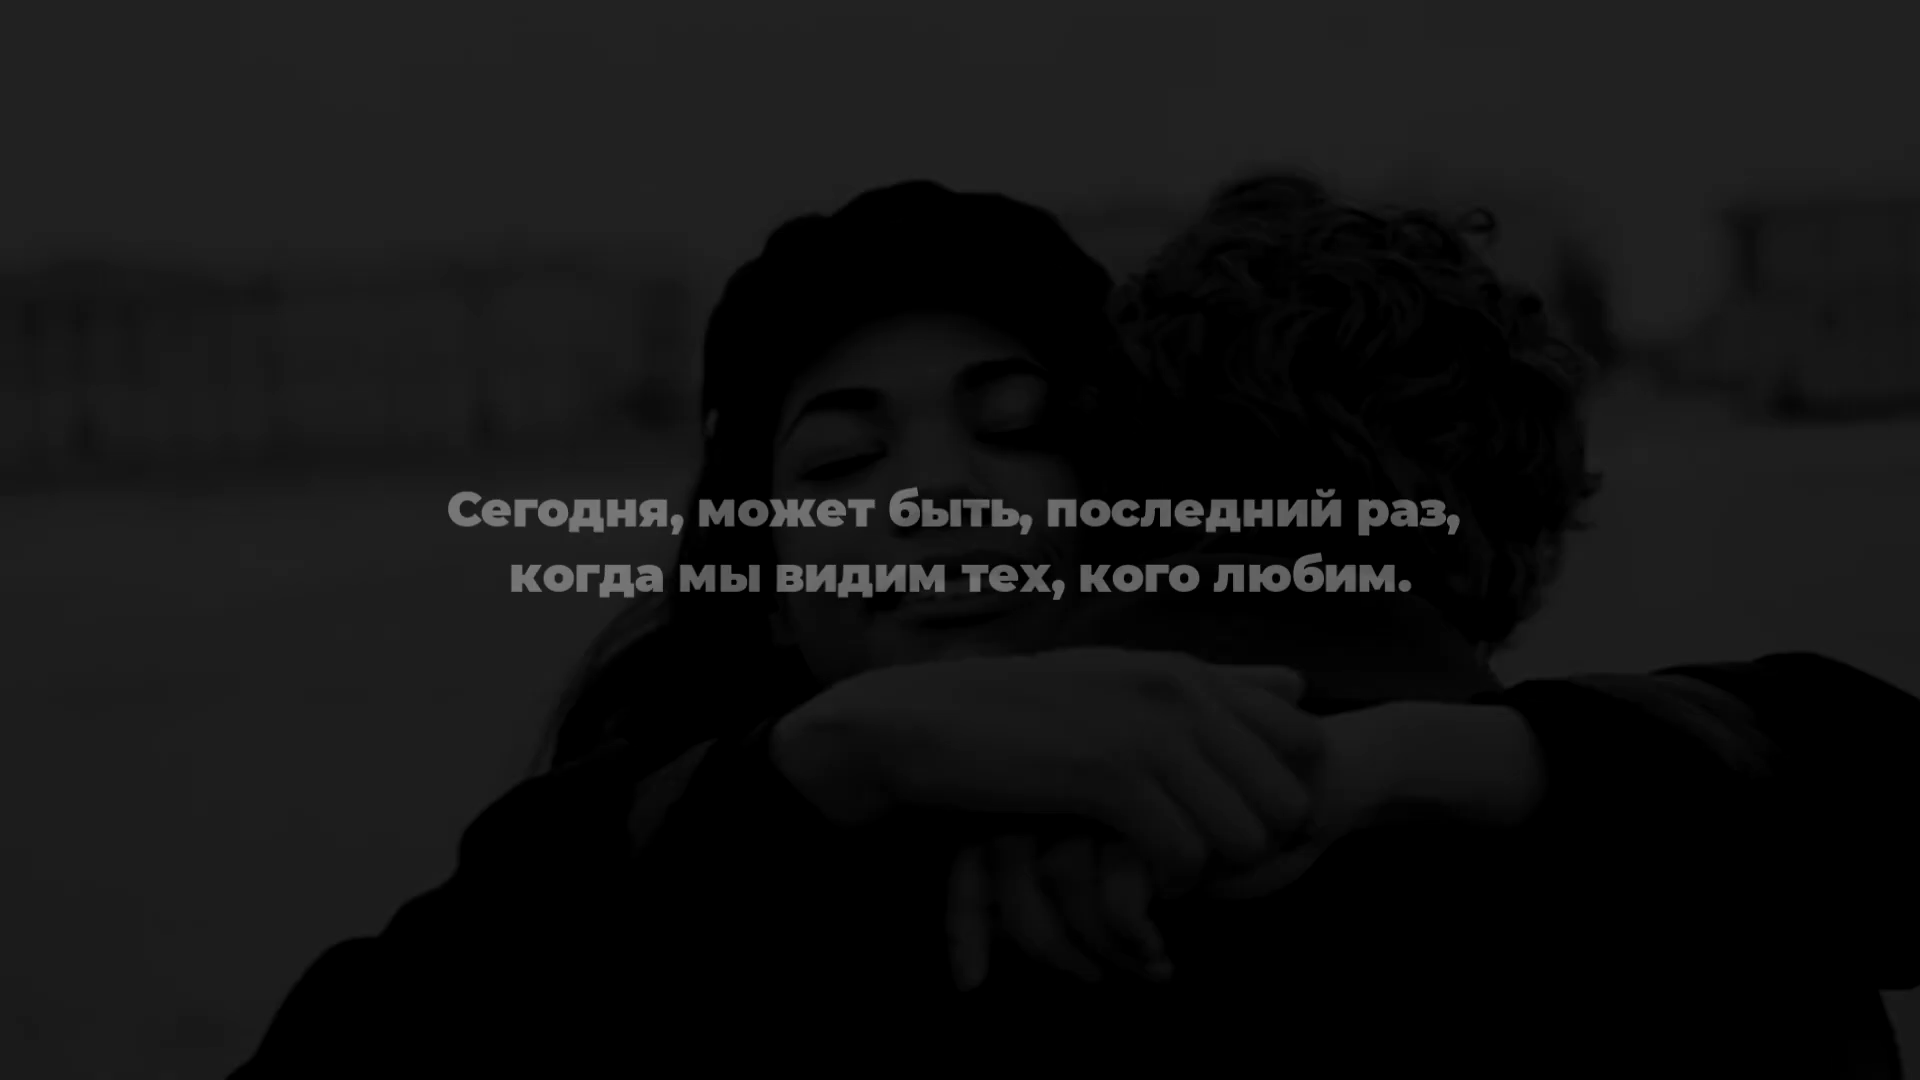 Сегодня, может быть, последний раз,
когда мы видим тех, кого любим.